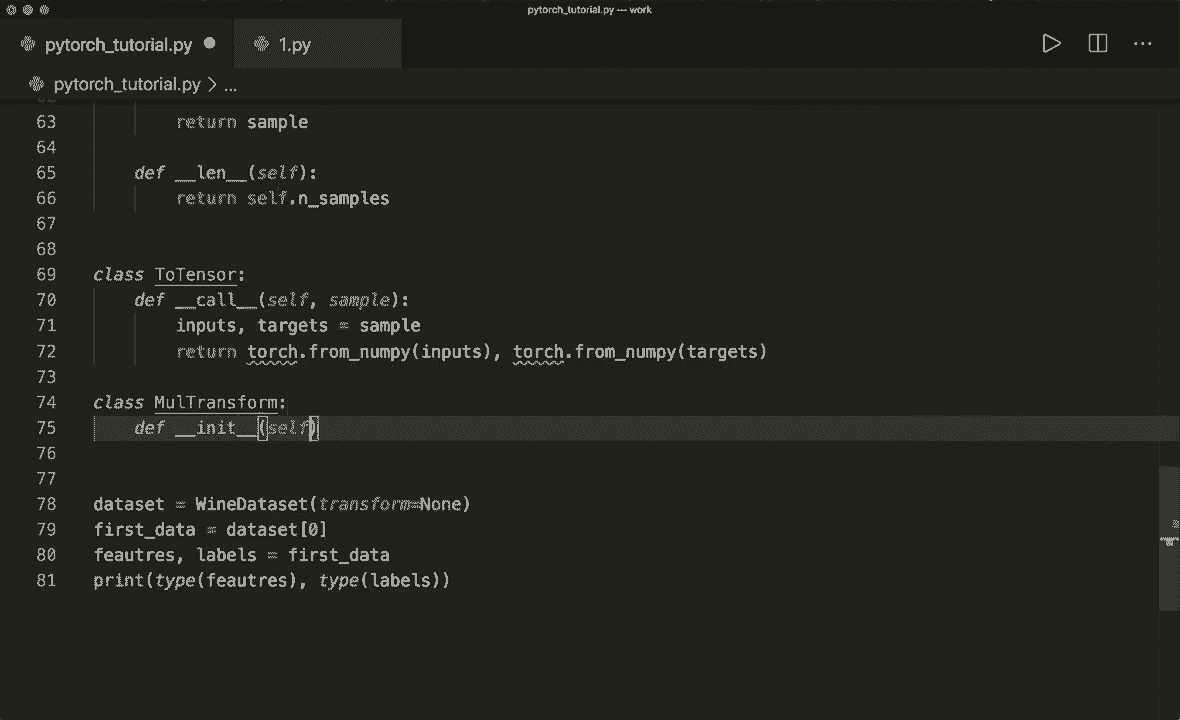 pytorch_tutorial.py — work
pytorch_tutorial.py 1.py
pytorch_tutorial.py > ...
63 return sample
64
65 def __len__(self):
66 return self.n_samples
67
68
69 class ToTensor:
70 def __call__(self, sample):
71 inputs, targets = sample
72 return torch.from_numpy(inputs), torch.from_numpy(targets)
73
74 class MulTransform:
75 def __init__(self)
76
77
78 dataset = WineDataset(transform=None)
79 first_data = dataset[0]
80 feautres, labels = first_data
81 print(type(feautres), type(labels))